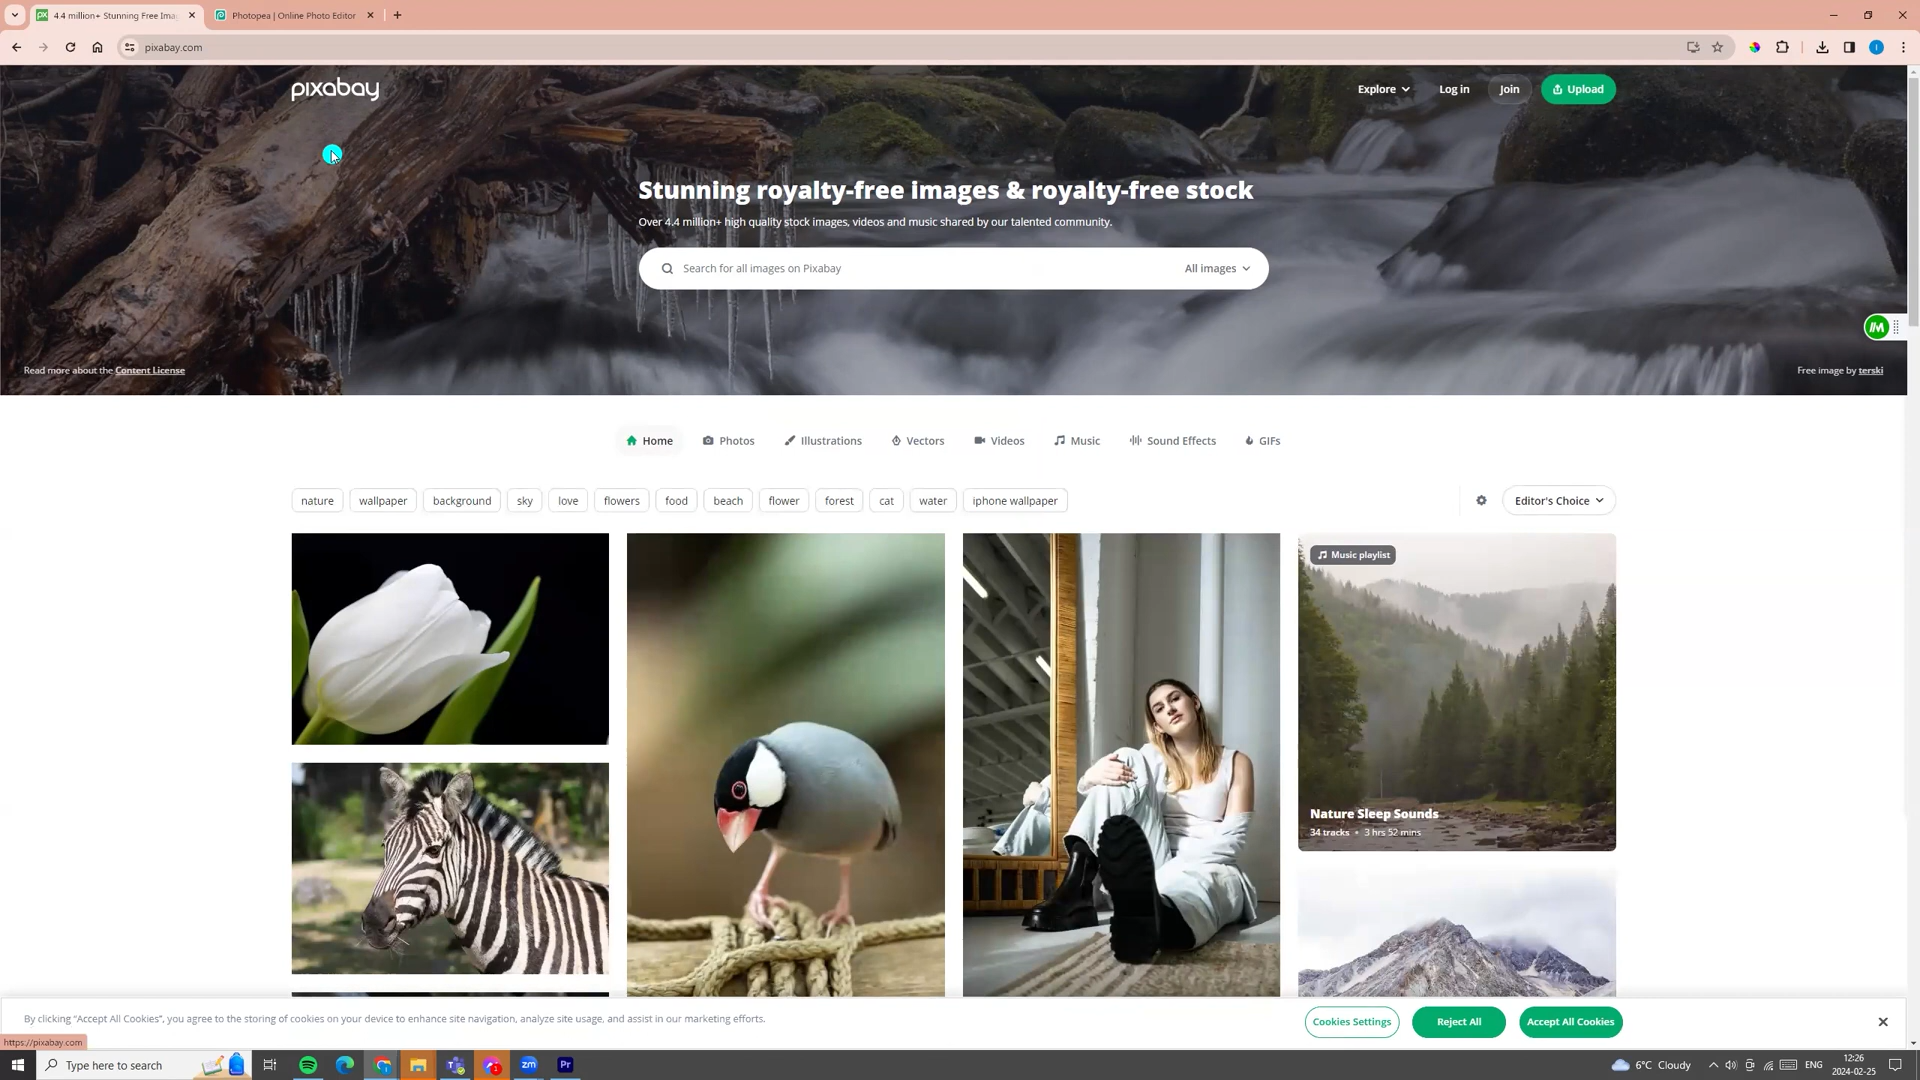 4.4 million+ Stunning Free Ima
Photopea | Online Photo Editor
pixabay.com
pixabay
Explore
Log in
Join
Upload
Stunning royalty-free images & royalty-free stock
Over 4.4 million+ high quality stock images, videos and music shared by our talented community.
Search for all images on Pixabay
All images
Read more about the Content License
Free image by terski
Home
Photos
Illustrations
Vectors
Videos
Music
Sound Effects
GIFs
nature
wallpaper
background
sky
love
flowers
food
beach
flower
forest
cat
water
iphone wallpaper
Editor's Choice
Music playlist
Nature Sleep Sounds
34 tracks • 3 hrs 52 mins
By clicking “Accept All Cookies”, you agree to the storing of cookies on your device to enhance site navigation, analyze site usage, and assist in our marketing efforts.
Cookies Settings
Reject All
Accept All Cookies
https://pixabay.com
Type here to search
zm
Pr
6°C Cloudy
ENG
12:26
2024-02-25